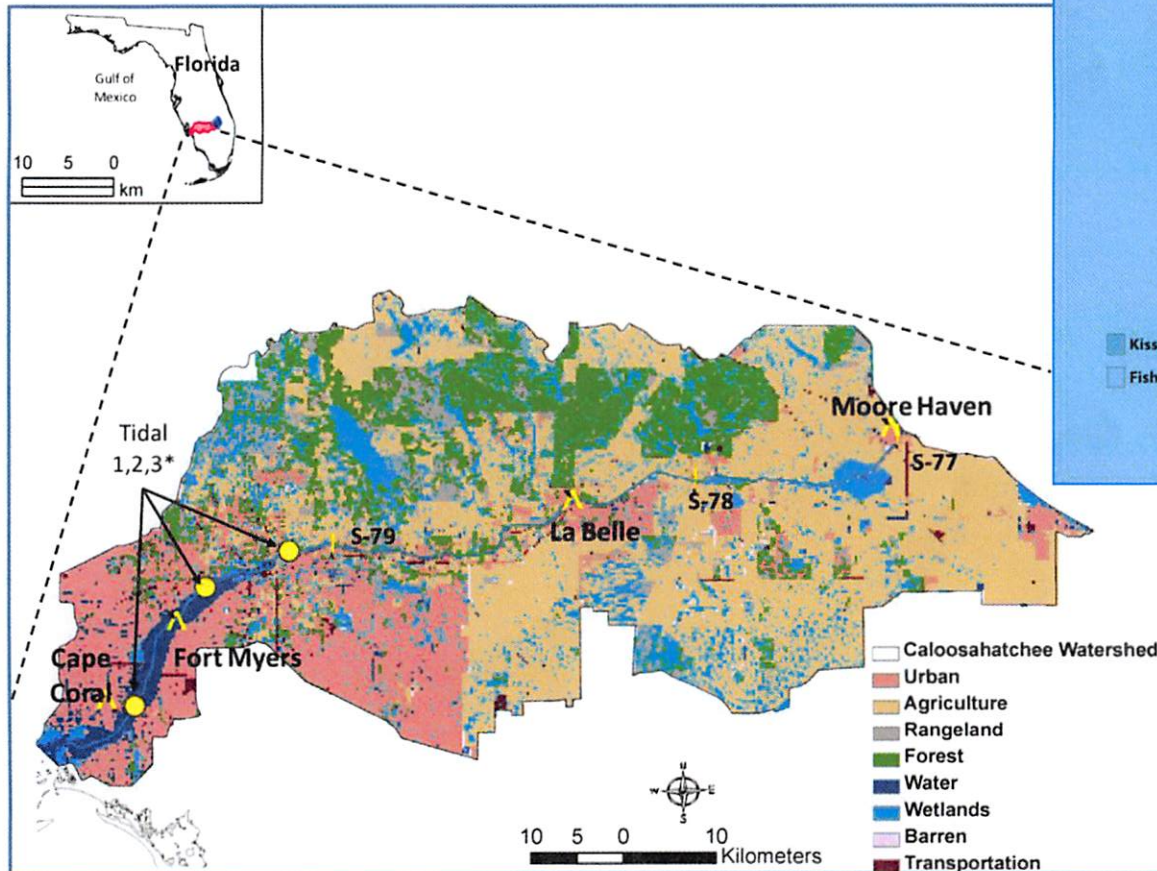 Florida
Gulf of
Mexico
10 5 0
km
Kiss
Fish
Moore Haven
Tidal
1,2,3*
S-77
S-78
S-79
La Belle
Cape
Coral
Fort Myers
Caloosahatchee Watershed
Urban
Agriculture
Rangeland
Forest
Water
Wetlands
Barren
Transportation
N
W E
S
10 5 0 10
Kilometers